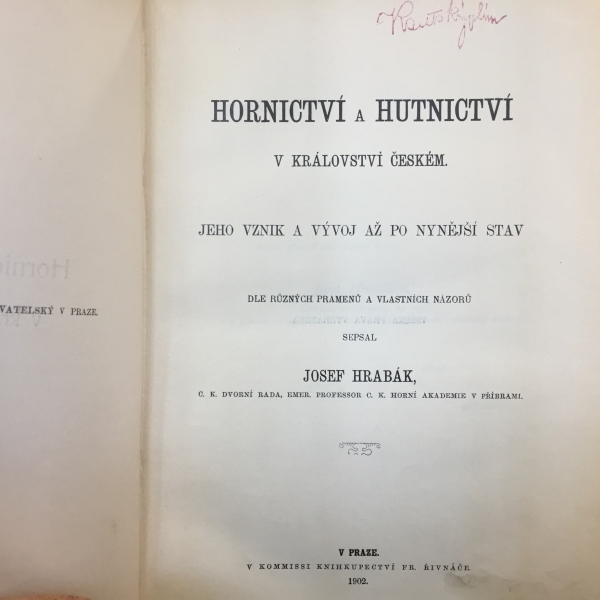 HORNICTVÍ A HUTNICTVÍ
V KRÁLOVSTVÍ ČESKÉM.
JEHO VZNIK A VÝVOJ AŽ PO NYNĚJŠÍ STAV
DLE RŮZNÝCH PRAMENŮ A VLASTNÍCH NÁZORŮ
SEPSAL
JOSEF HRABÁK,
C. K. DVORNÍ RADA, EMER. PROFESSOR C. K. HORNÍ AKADEMIE V PŘÍBRAMI.
V PRAZE.
V KOMMISSI KNIHKUPECTVÍ FR. ŘIVNÁČE.
1902.
VATELSKÝ V PRAZE.